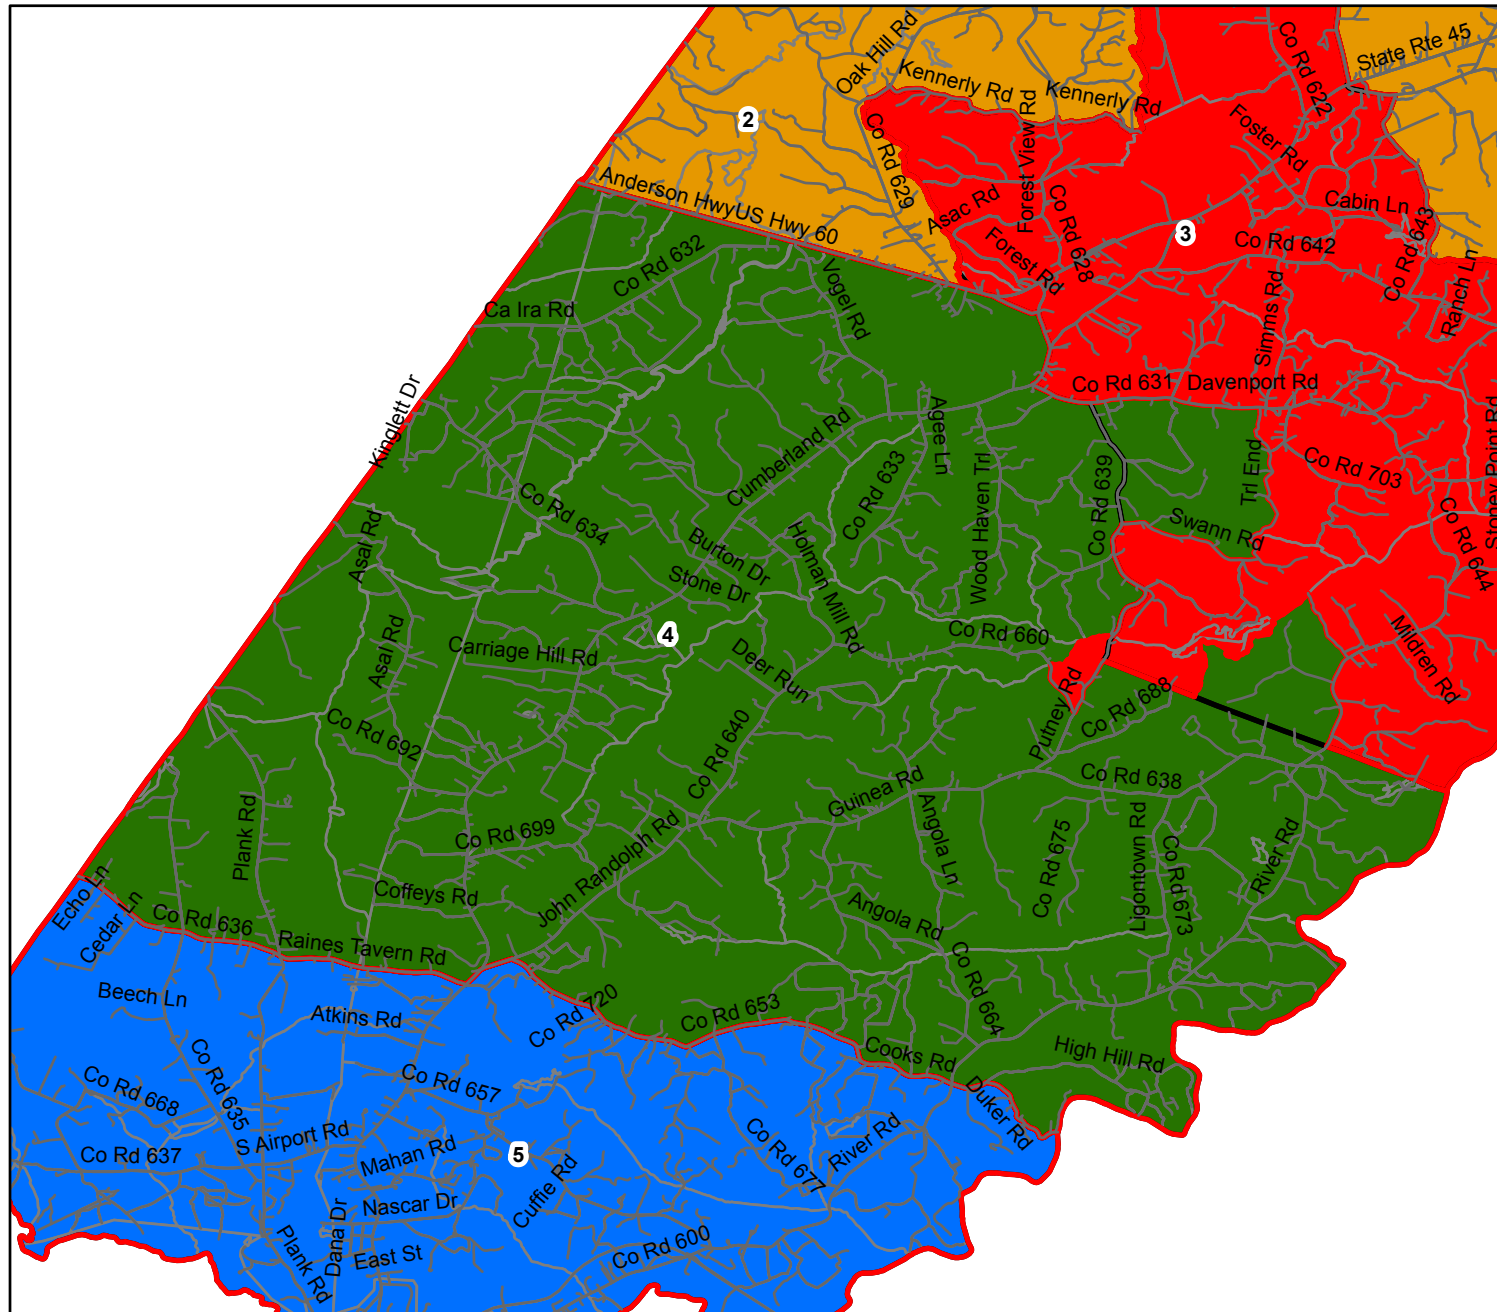 State Rte 45
Oak Hill Rd
Co Rd 622
Kennerly Rd
Kennerly Rd
2
Forest View Rd
Foster Rd
Co Rd 629
Anderson Hwy
US Hwy 60
Asac Rd
Cabin Ln
Co Rd 628
3
Co Rd 642
Co Rd 643
Forest Rd
Co Rd 632
Vogel Rd
Ranch Ln
Ca Ira Rd
Simms Rd
Co Rd 631
Davenport Rd
Kinglett Dr
Agee Ln
Cumberland Rd
Stoney Point Rd
Co Rd 633
Wood Haven Trl
Co Rd 639
Trl End
Co Rd 703
Co Rd 634
Swann Rd
Co Rd 644
Asal Rd
Burton Dr
Holman Mill Rd
Stone Dr
4
Co Rd 660
Asal Rd
Carriage Hill Rd
Deer Run
Mildren Rd
Putney Rd
Co Rd 688
Co Rd 692
Co Rd 640
Co Rd 638
Guinea Rd
Plank Rd
Co Rd 699
John Randolph Rd
Angola Ln
Co Rd 675
Ligontown Rd
Co Rd 673
River Rd
Echo Ln
Cedar Ln
Coffeys Rd
Co Rd 636
Raines Tavern Rd
Angola Rd
Co Rd 664
Beech Ln
Atkins Rd
Co Rd 720
Co Rd 653
Cooks Rd
High Hill Rd
Co Rd 668
Co Rd 635
Co Rd 657
Duker Rd
Co Rd 637
S Airport Rd
Mahan Rd
5
Co Rd 677
River Rd
Cuffie Rd
Nascar Dr
Dana Dr
Plank Rd
East St
Co Rd 600